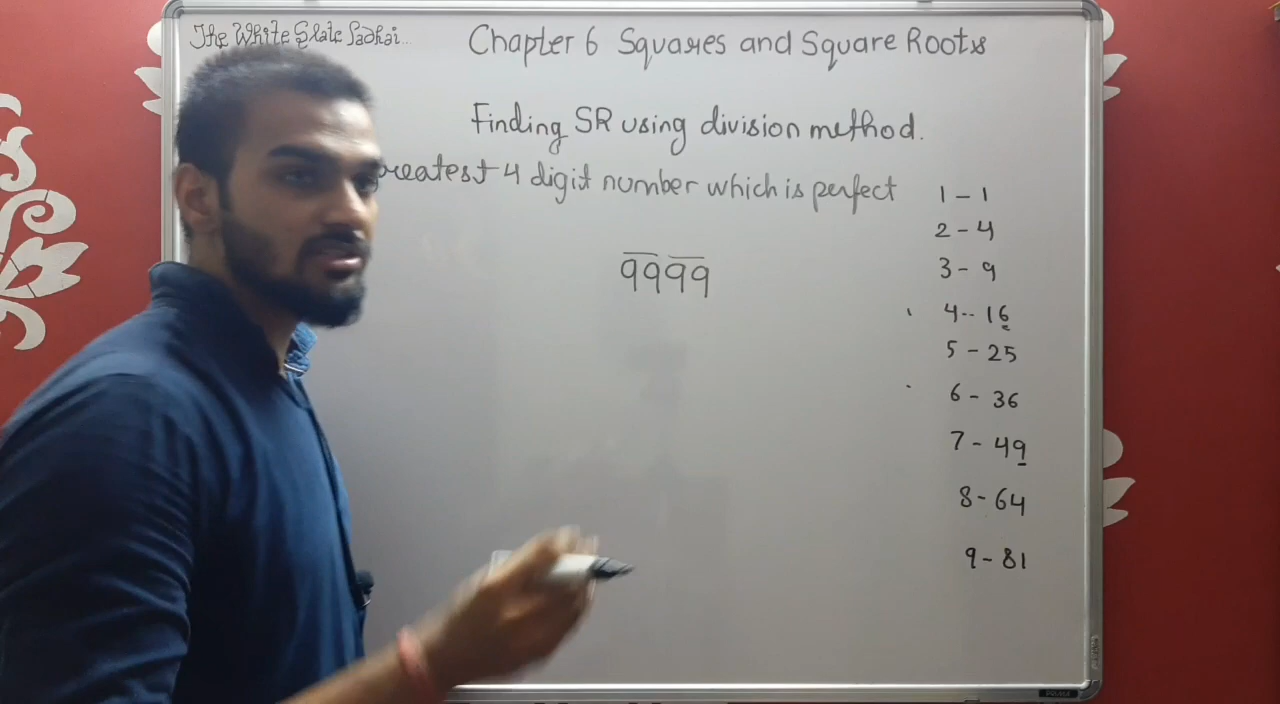 The White Slate Padhai...
Chapter 6 Squares and Square Roots
Finding SR using division method.
reatest 4 digit number which is perfect
9999
1 - 1
2 - 4
3 - 9
4 -- 16
5 - 25
6 - 36
7 - 49
8 - 64
9 - 81